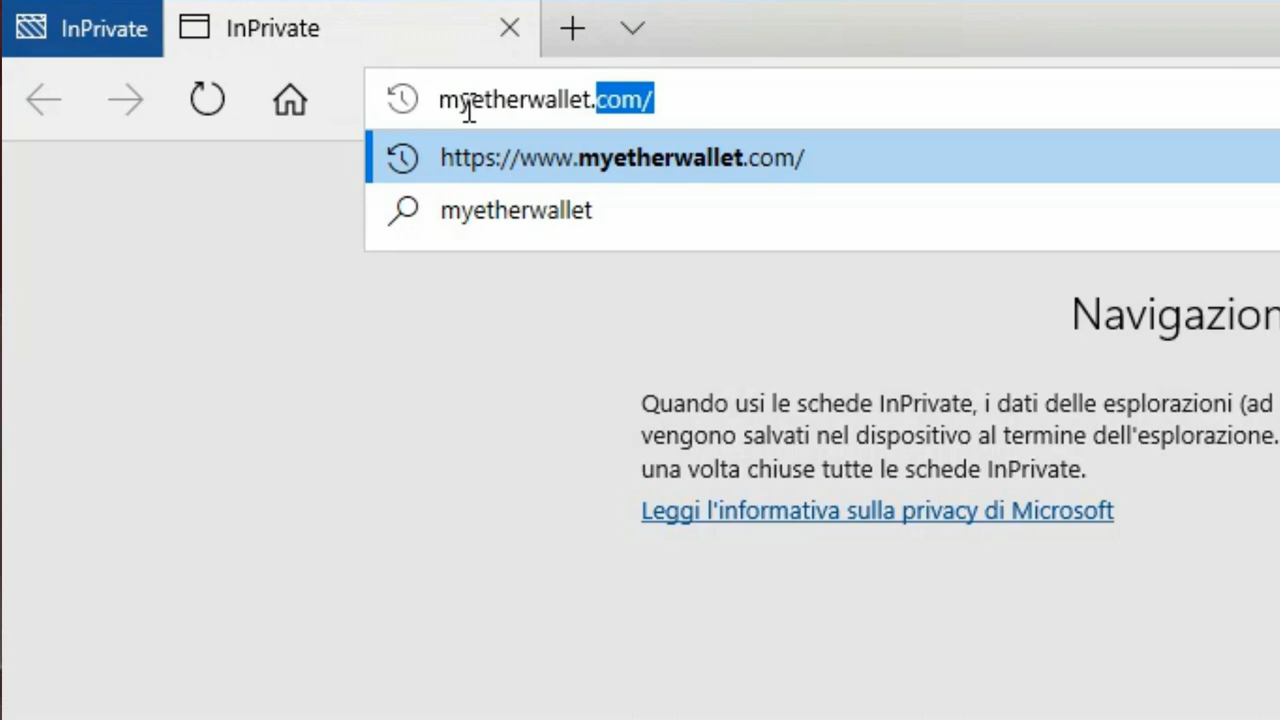 InPrivate
InPrivate
myetherwallet.com/
https://www.myetherwallet.com/
myetherwallet
Navigazion
Quando usi le schede InPrivate, i dati delle esplorazioni (ad
vengono salvati nel dispositivo al termine dell'esplorazione.
una volta chiuse tutte le schede InPrivate.
Leggi l'informativa sulla privacy di Microsoft